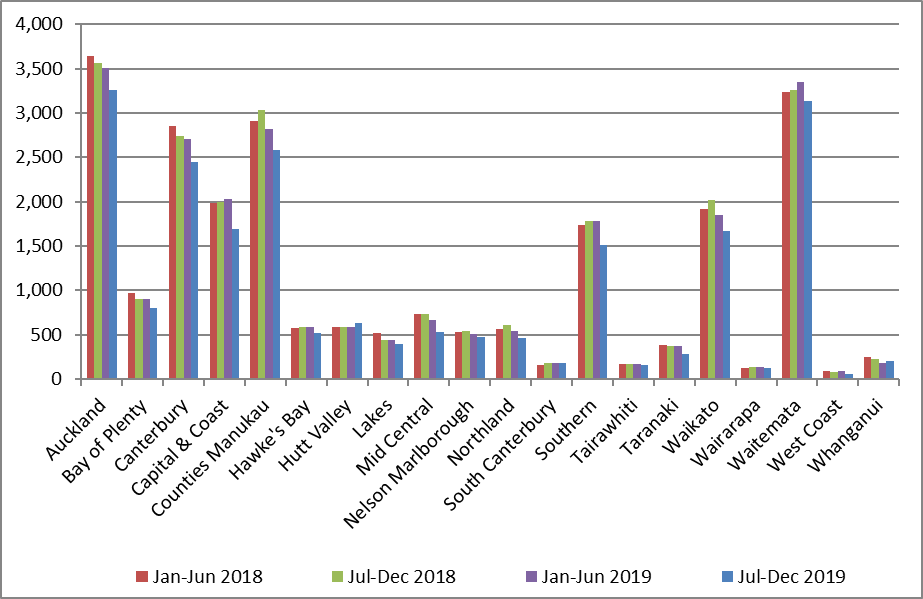 4,000
3,500
3,000
2,500
2,000
1,500
1,000
500
0
Auckland
Bay of Plenty
Canterbury
Capital & Coast
Counties Manukau
Hawke's Bay
Hutt Valley
Lakes
Mid Central
Nelson Marlborough
Northland
South Canterbury
Southern
Tairawhiti
Taranaki
Waikato
Wairarapa
Waitemata
West Coast
Whanganui
Jan-Jun 2018 Jul-Dec 2018 Jan-Jun 2019 Jul-Dec 2019